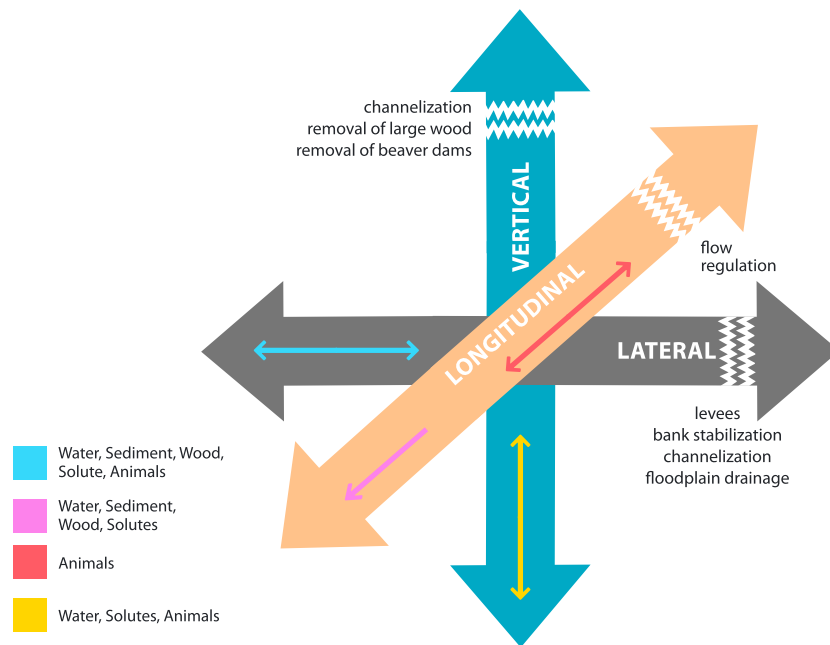 channelization
removal of large wood
removal of beaver dams
VERTICAL
LONGITUDINAL
flow
regulation
LATERAL
levees
bank stabilization
channelization
floodplain drainage
Water, Sediment, Wood,
Solute, Animals
Water, Sediment,
Wood, Solutes
Animals
Water, Solutes, Animals